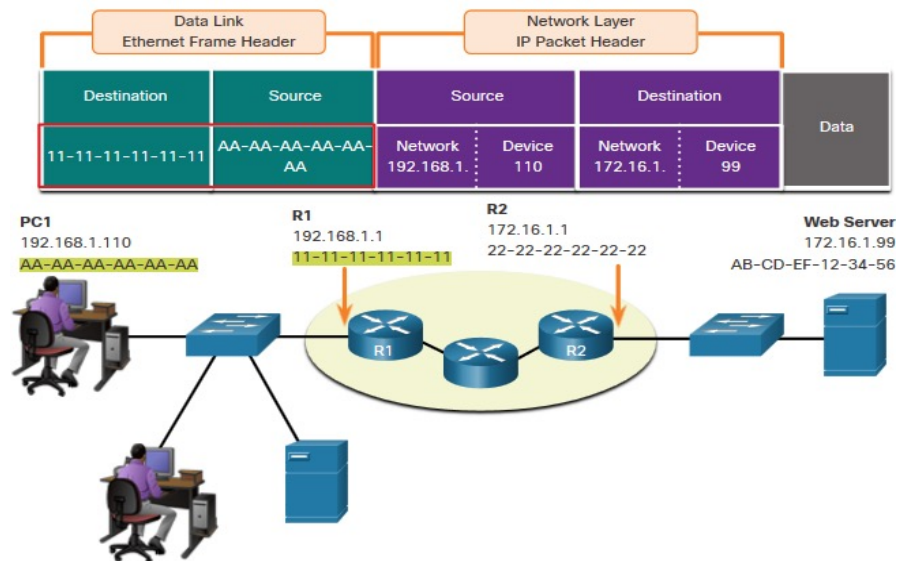 Data Link
Ethernet Frame Header
Network Layer
IP Packet Header
Destination
Source
Source
Destination
Data
11-11-11-11-11-11
AA-AA-AA-AA-AA-
AA
Network
192.168.1.
Device
110
Network
172.16.1.
Device
99
PC1
192.168.1.110
AA-AA-AA-AA-AA-AA
R1
192.168.1.1
11-11-11-11-11-11
R2
172.16.1.1
22-22-22-22-22-22
Web Server
172.16.1.99
AB-CD-EF-12-34-56
R1
R2